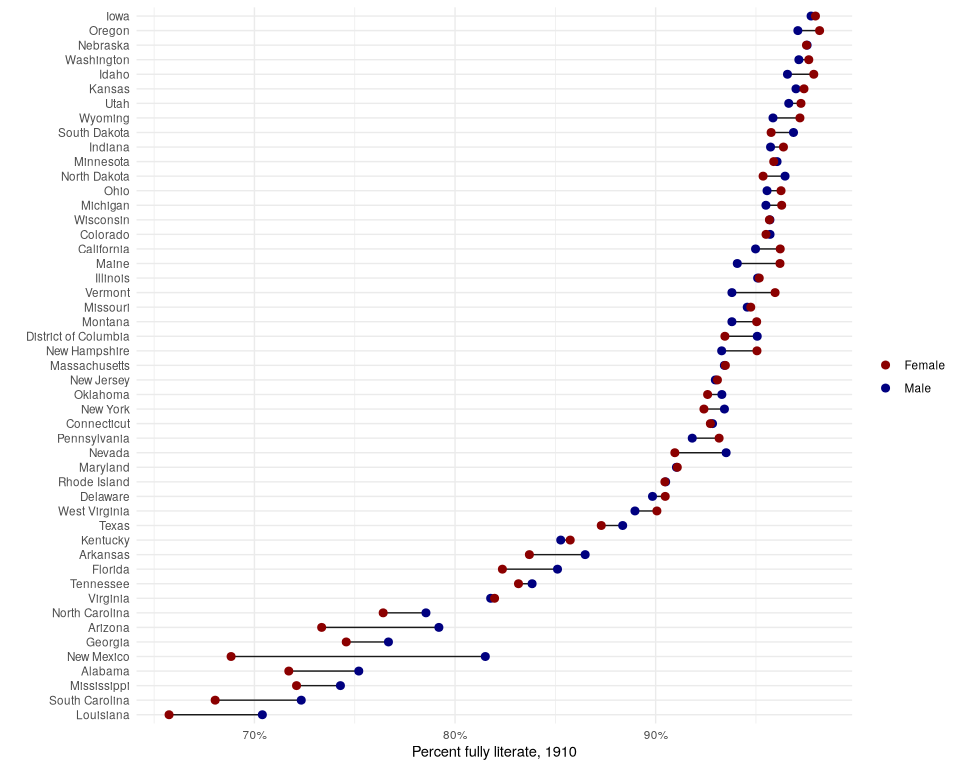 Iowa
Oregon
Nebraska
Washington
Idaho
Kansas
Utah
Wyoming
South Dakota
Indiana
Minnesota
North Dakota
Ohio
Michigan
Wisconsin
Colorado
California
Maine
Illinois
Vermont
Missouri
Montana
District of Columbia
New Hampshire
Massachusetts
New Jersey
Oklahoma
New York
Connecticut
Pennsylvania
Nevada
Maryland
Rhode Island
Delaware
West Virginia
Texas
Kentucky
Arkansas
Florida
Tennessee
Virginia
North Carolina
Arizona
Georgia
New Mexico
Alabama
Mississippi
South Carolina
Louisiana
70% 80% 90%
Percent fully literate, 1910
Female
Male